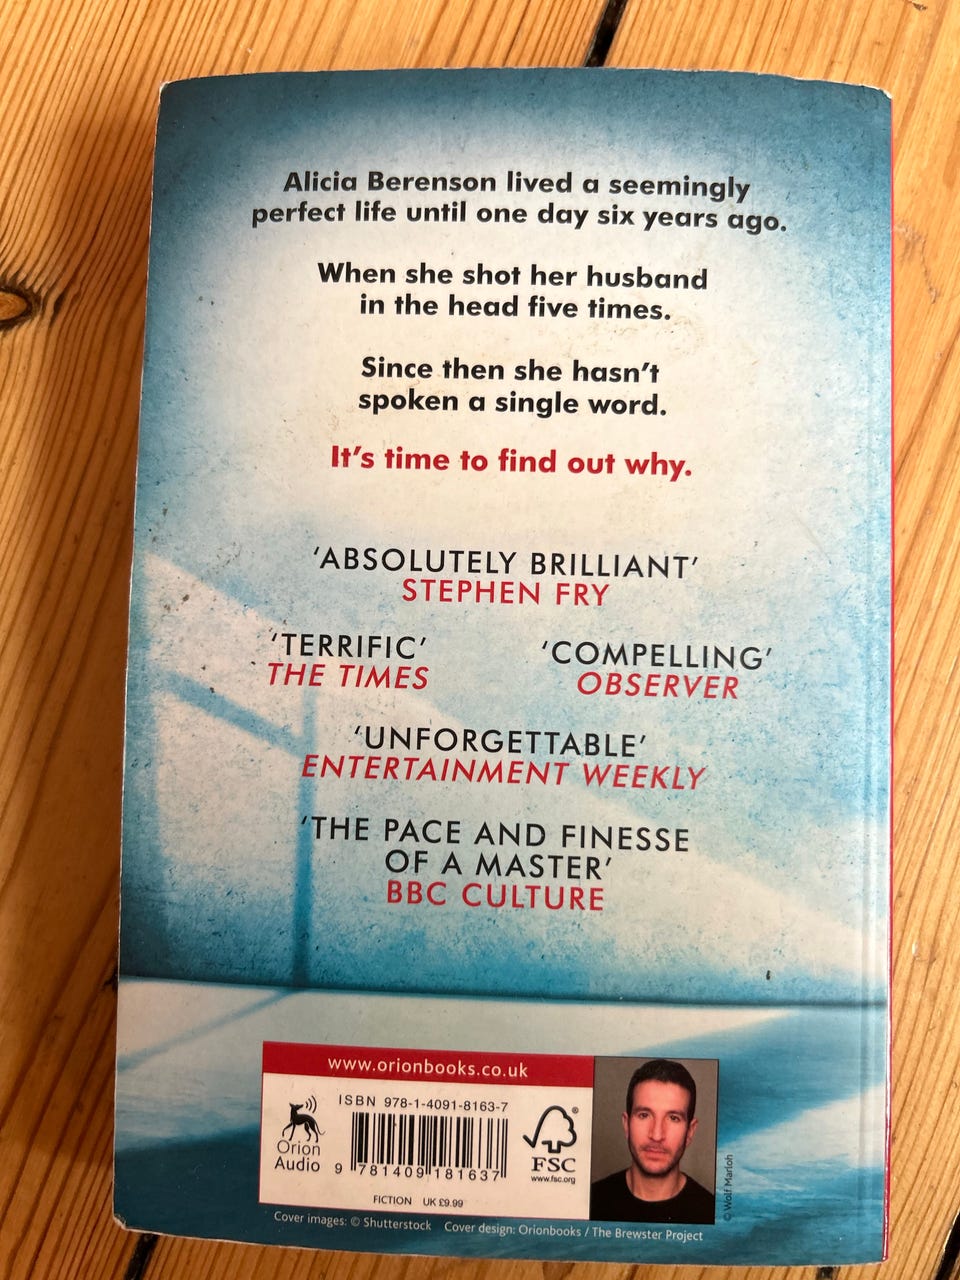 Alicia Berenson lived a seemingly
perfect life until one day six years ago.
When she shot her husband
in the head five times.
Since then she hasn't
spoken a single word.
It's time to find out why.
'ABSOLUTELY BRILLIANT'
STEPHEN FRY
'TERRIFIC'
THE TIMES
'COMPELLING'
OBSERVER
'UNFORGETTABLE'
ENTERTAINMENT WEEKLY
'THE PACE AND FINESSE
OF A MASTER'
BBC CULTURE
www.orionbooks.co.uk
ISBN 978-1-4091-8163-7
Orion
Audio
9 781409 181637
FSC
www.fsc.org
FICTION UK £9.99
© Wolf Marloh
Cover images: © Shutterstock Cover design: Orionbooks / The Brewster Project